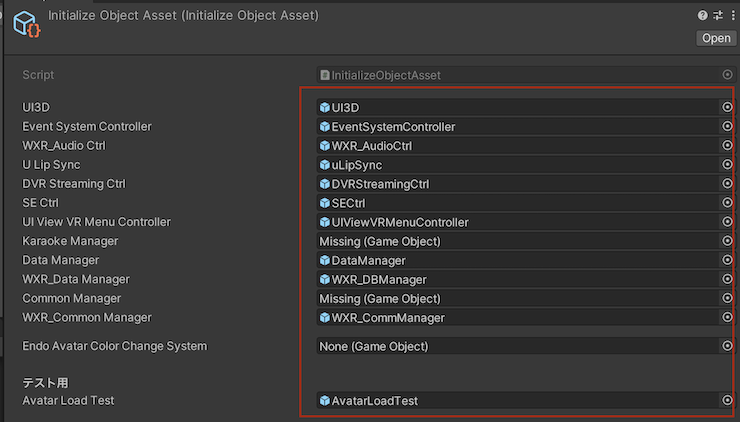 Initialize Object Asset (Initialize Object Asset)
Open
Script InitializeObjectAsset
UI3D UI3D
Event System Controller EventSystemController
WXR_Audio Ctrl WXR_AudioCtrl
U Lip Sync uLipSync
DVR Streaming Ctrl DVRStreamingCtrl
SE Ctrl SECtrl
UI View VR Menu Controller UIViewVRMenuController
Karaoke Manager Missing (Game Object)
Data Manager DataManager
WXR_Data Manager WXR_DBManager
Common Manager Missing (Game Object)
WXR_Common Manager WXR_CommManager
Endo Avatar Color Change System None (Game Object)
テスト用
Avatar Load Test AvatarLoadTest